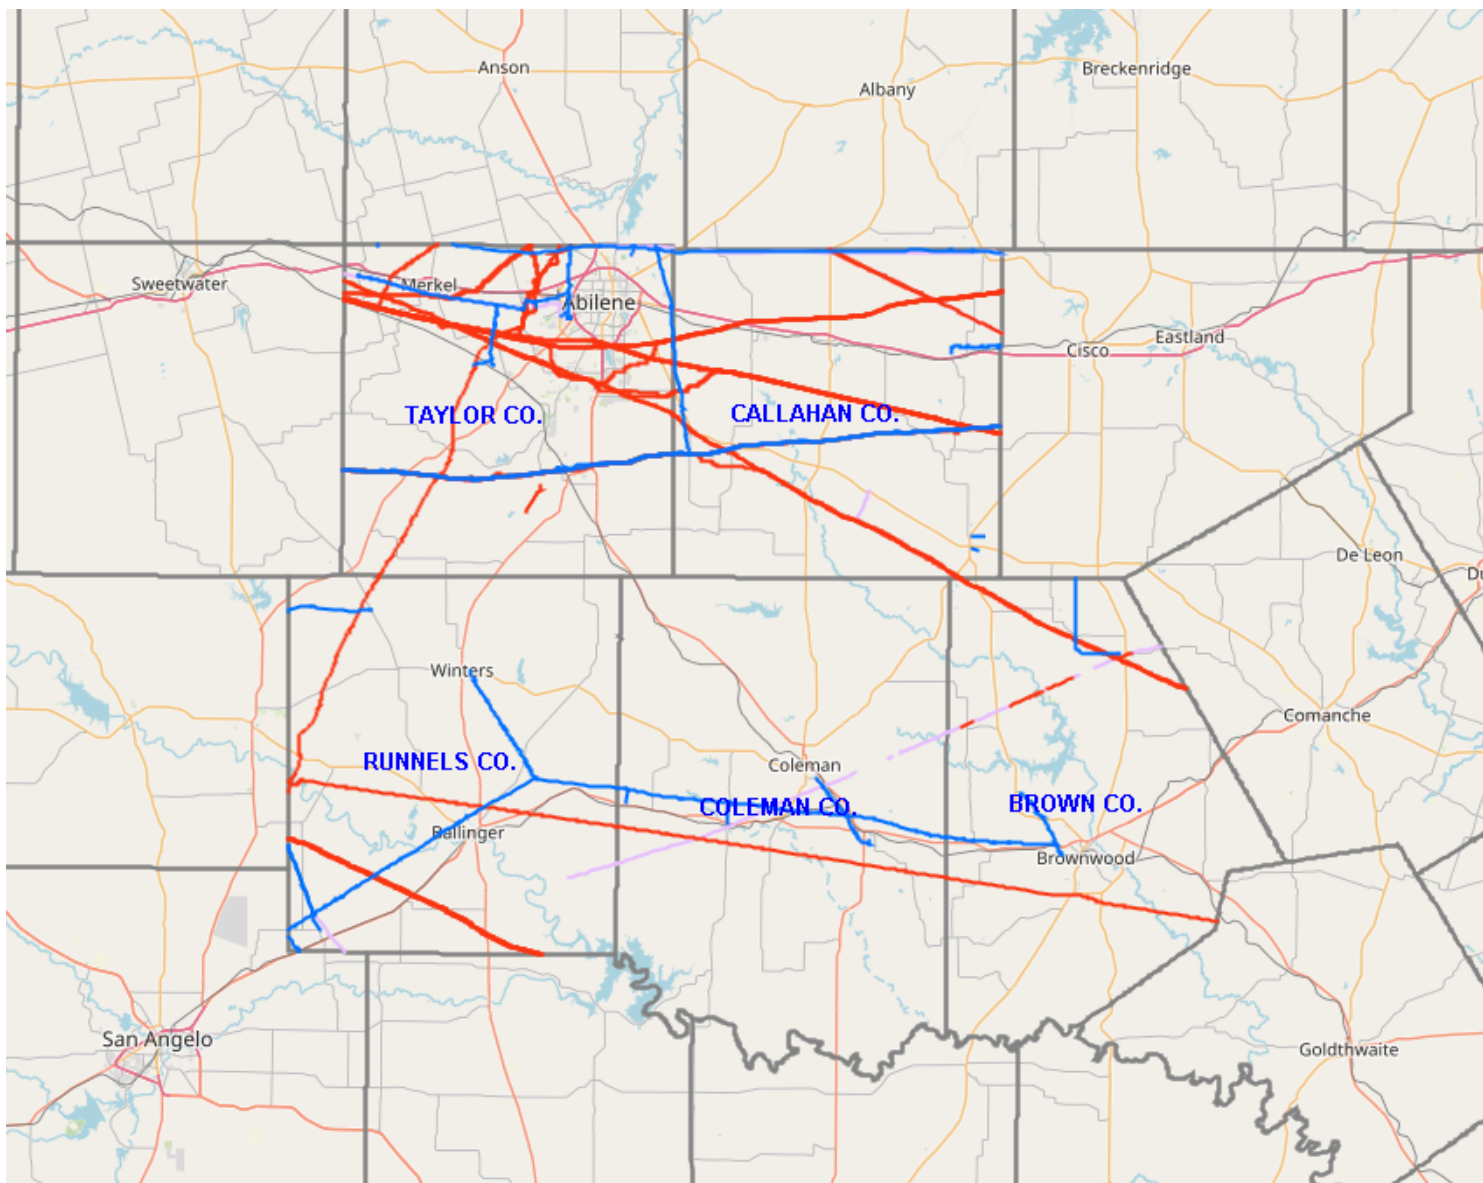 Anson
Breckenridge
Albany
Sweetwater
Merkel
Abilene
Eastland
Cisco
TAYLOR CO.
CALLAHAN CO.
De Leon
Du
Winters
Comanche
RUNNELS CO.
Coleman
COLEMAN CO.
BROWN CO.
Ballinger
Brownwood
San Angelo
Goldthwaite